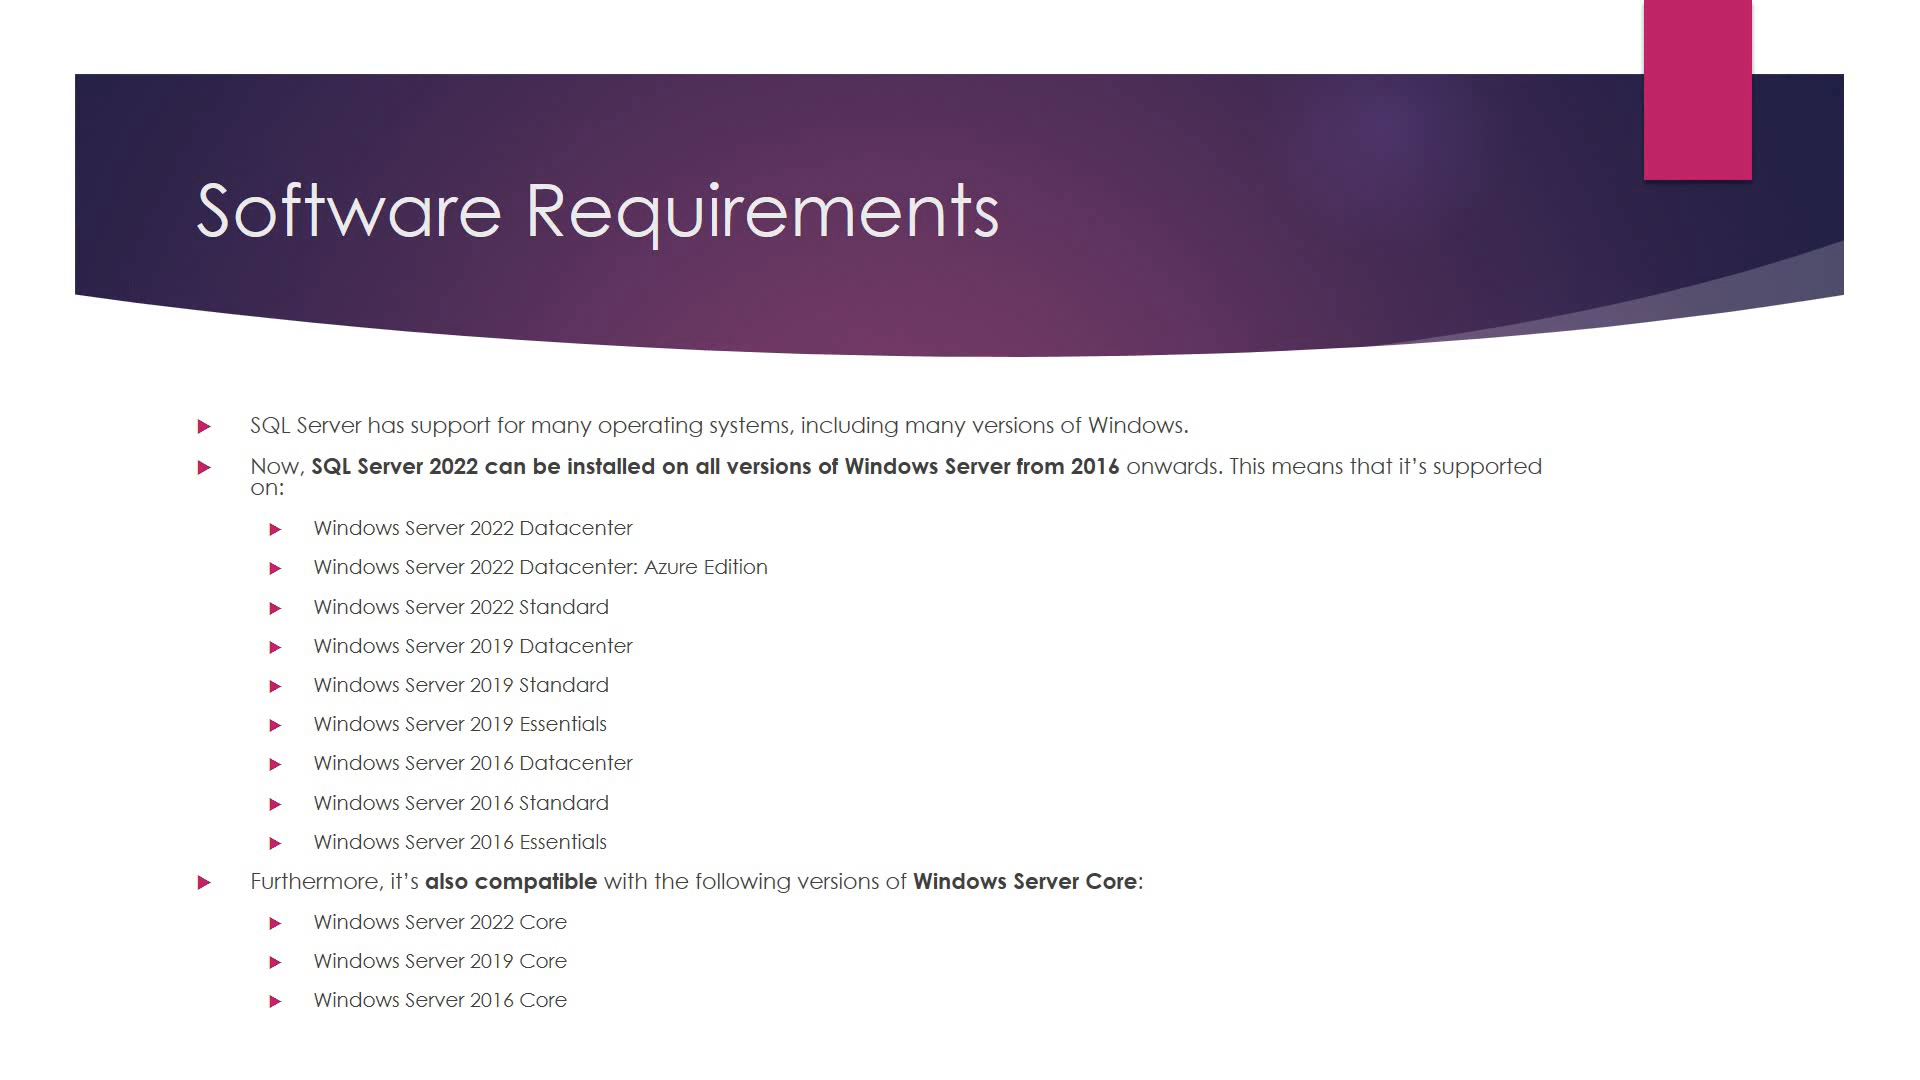 Software Requirements
SQL Server has support for many operating systems, including many versions of Windows.
Now, SQL Server 2022 can be installed on all versions of Windows Server from 2016 onwards. This means that it’s supported
on:
Windows Server 2022 Datacenter
Windows Server 2022 Datacenter: Azure Edition
Windows Server 2022 Standard
Windows Server 2019 Datacenter
Windows Server 2019 Standard
Windows Server 2019 Essentials
Windows Server 2016 Datacenter
Windows Server 2016 Standard
Windows Server 2016 Essentials
Furthermore, it’s also compatible with the following versions of Windows Server Core:
Windows Server 2022 Core
Windows Server 2019 Core
Windows Server 2016 Core